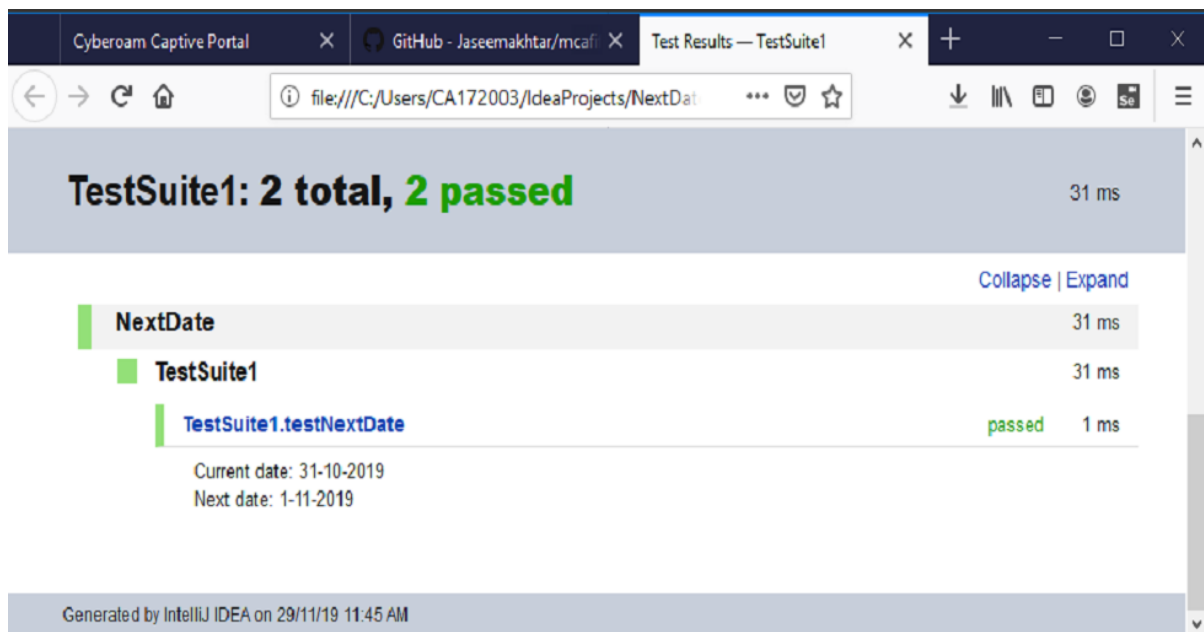 Cyberoam Captive Portal
GitHub - Jaseemakhtar/mcafi
Test Results — TestSuite1
file:///C:/Users/CA172003/IdeaProjects/NextDat
Se
TestSuite1: 2 total, 2 passed 31 ms
Collapse | Expand
NextDate 31 ms
TestSuite1 31 ms
TestSuite1.testNextDate passed 1 ms
Current date: 31-10-2019
Next date: 1-11-2019
Generated by IntelliJ IDEA on 29/11/19 11:45 AM